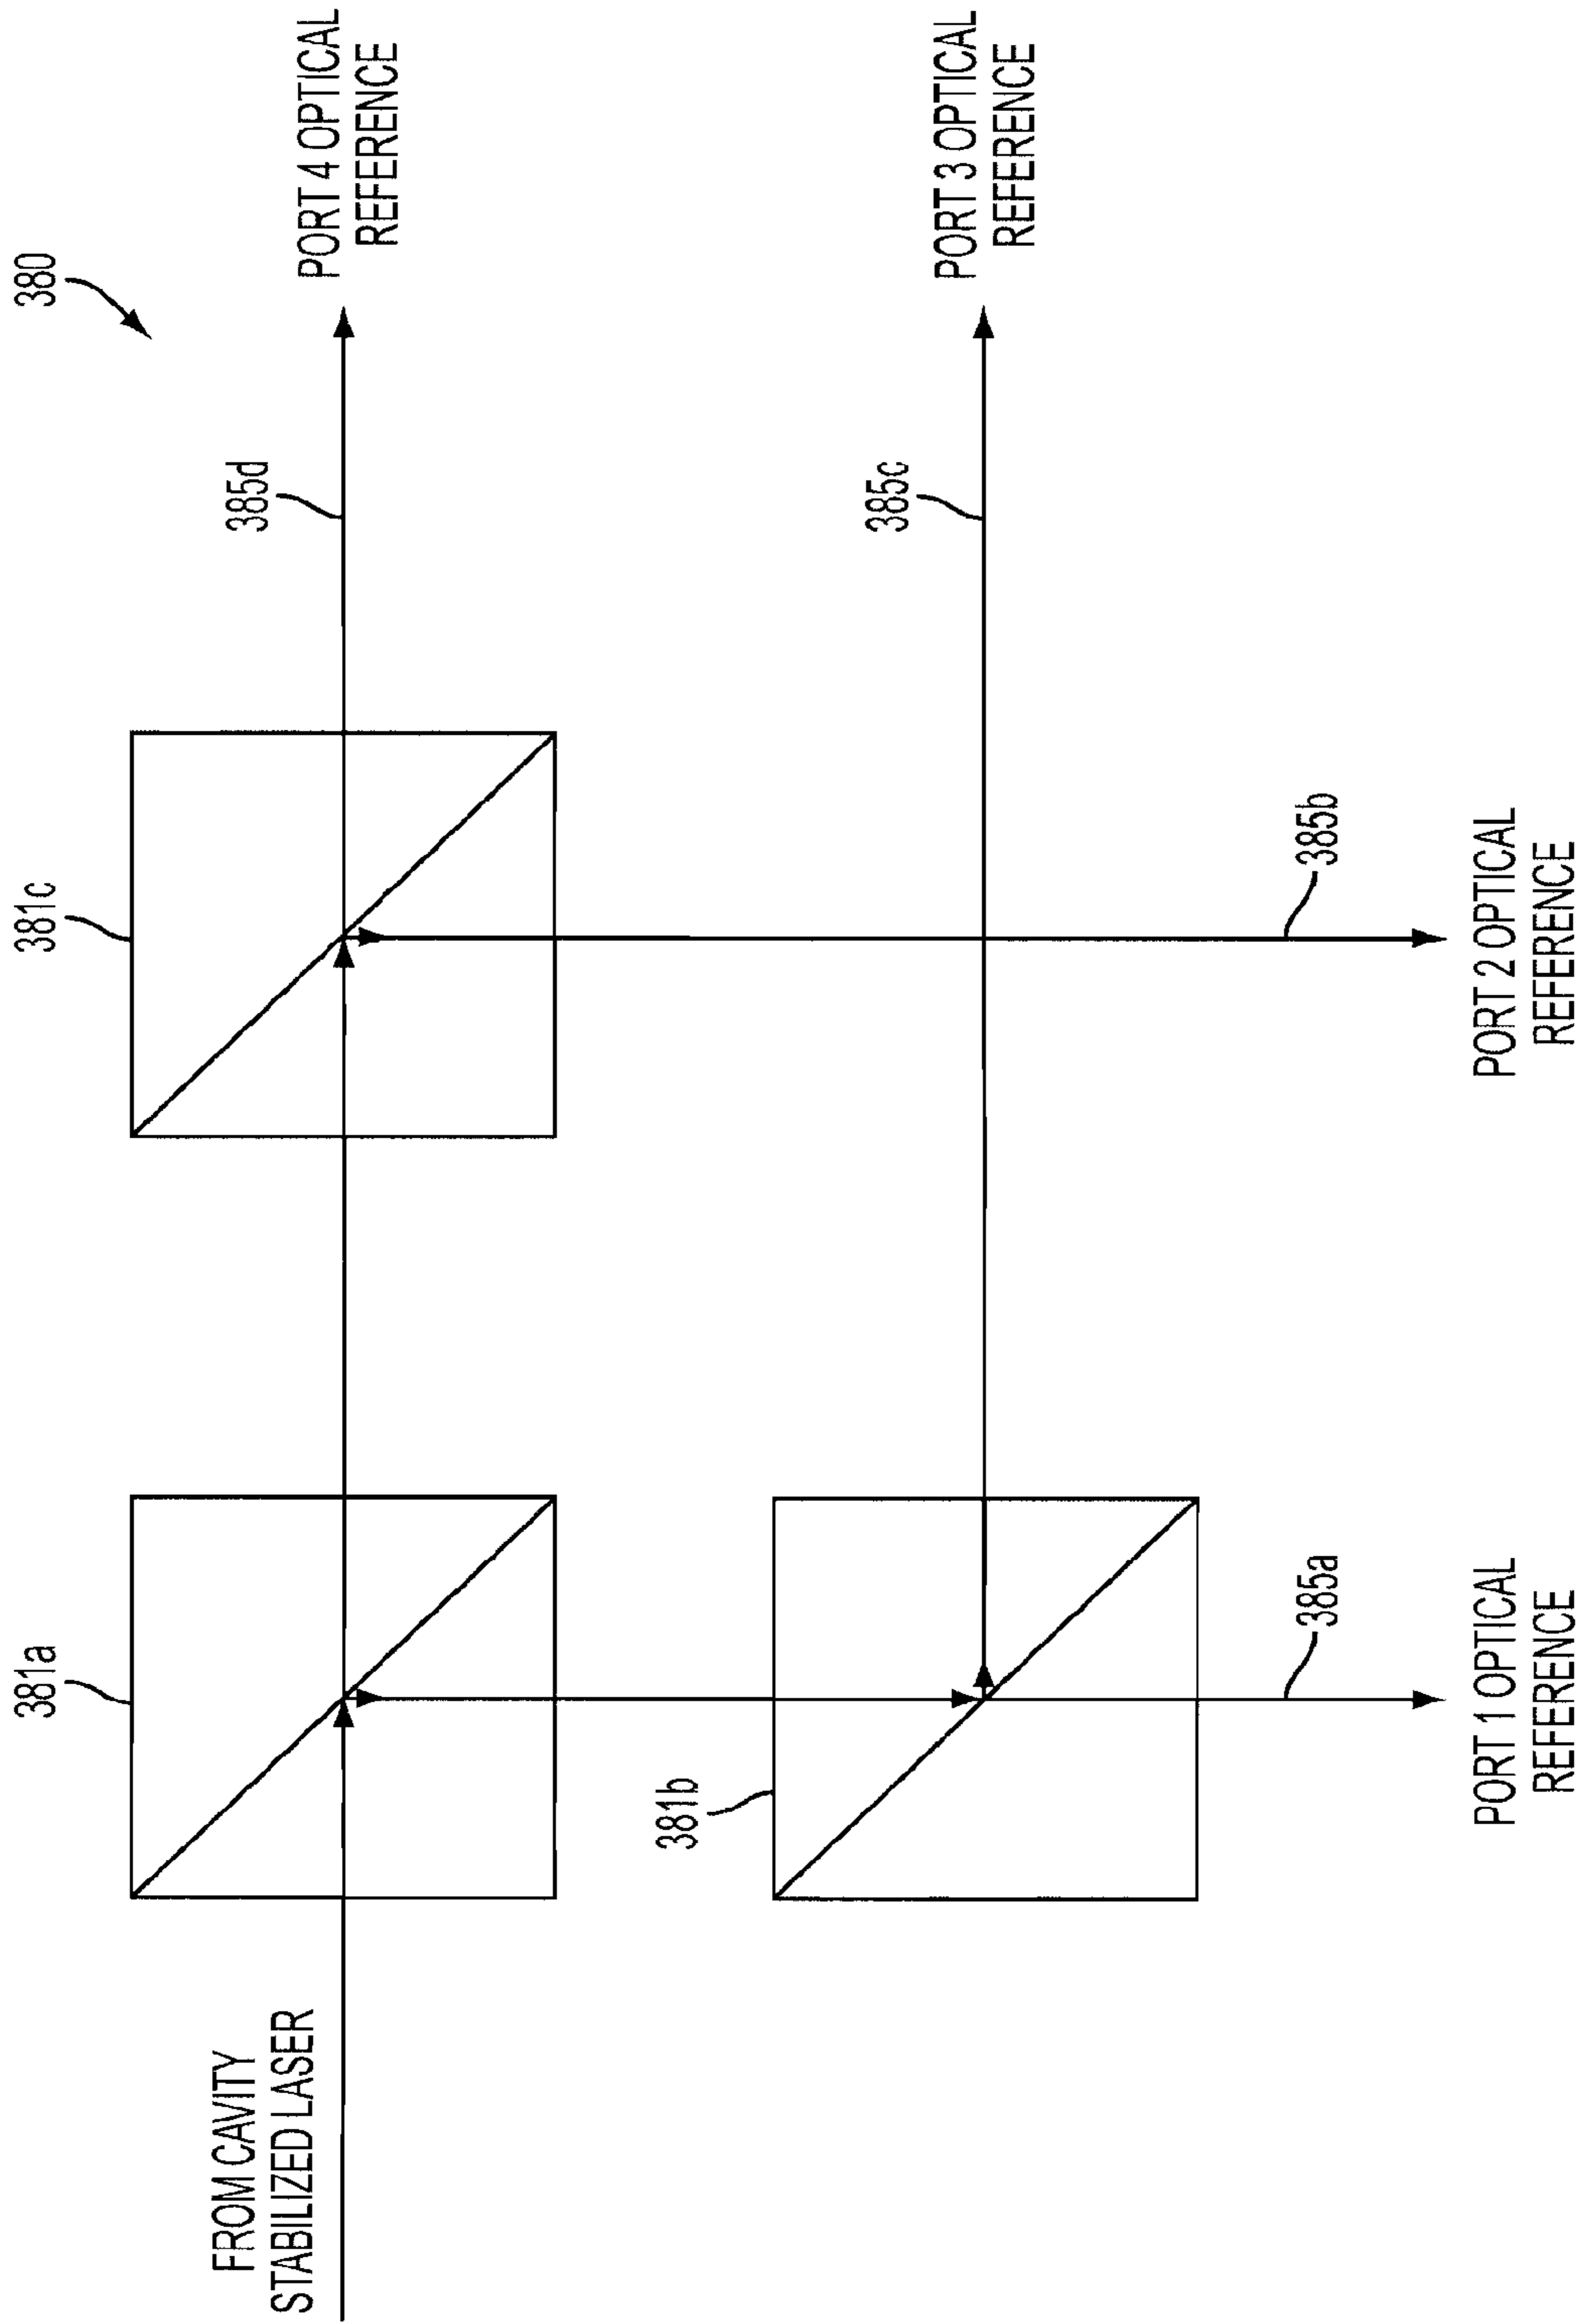 380
381a
381c
FROM CAVITY
STABILIZED LASER
385d
PORT 4 OPTICAL
REFERENCE
381b
385c
PORT 3 OPTICAL
REFERENCE
385a
385b
PORT 1 OPTICAL
REFERENCE
PORT 2 OPTICAL
REFERENCE